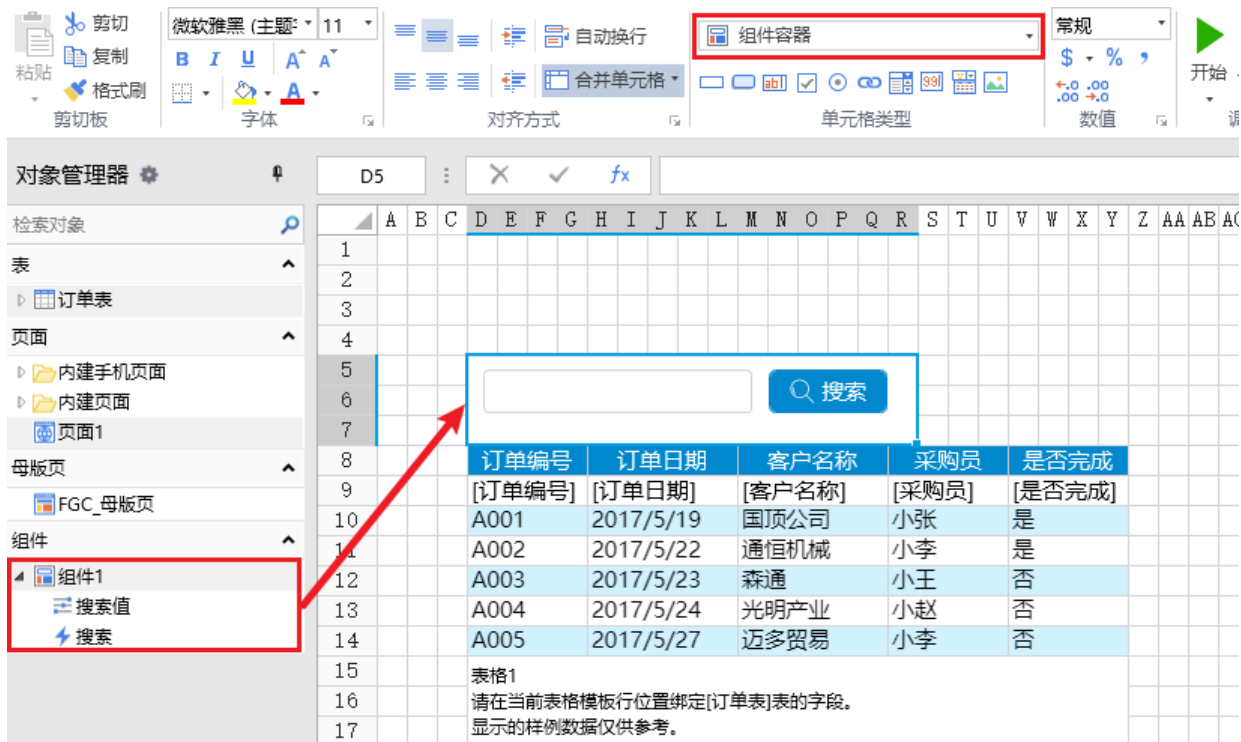 剪切
微软雅黑 (主题
11
自动换行
组件容器
常规
粘贴
复制
B I U A A
$ % ,
开始
格式刷
A
合并单元格
ab|
99
.0 .00
.00 .0
剪切板
字体
对齐方式
单元格类型
数值
对象管理器
D5
fx
检索对象
A B C D E F G H I J K L M N O P Q R S T U V W X Y Z AA AB AC
表
订单表
页面
内建手机页面
内建页面
页面1
母版页
FGC_母版页
组件
组件1
搜索值
搜索
1
2
3
4
5
6 搜索
7
8 订单编号 订单日期 客户名称 采购员 是否完成
9 [订单编号] [订单日期] [客户名称] [采购员] [是否完成]
10 A001 2017/5/19 国顶公司 小张 是
11 A002 2017/5/22 通恒机械 小李 是
12 A003 2017/5/23 森通 小王 否
13 A004 2017/5/24 光明产业 小赵 否
14 A005 2017/5/27 迈多贸易 小李 否
15 表格1
16 请在当前表格模板行位置绑定[订单表]表的字段。
17 显示的样例数据仅供参考。